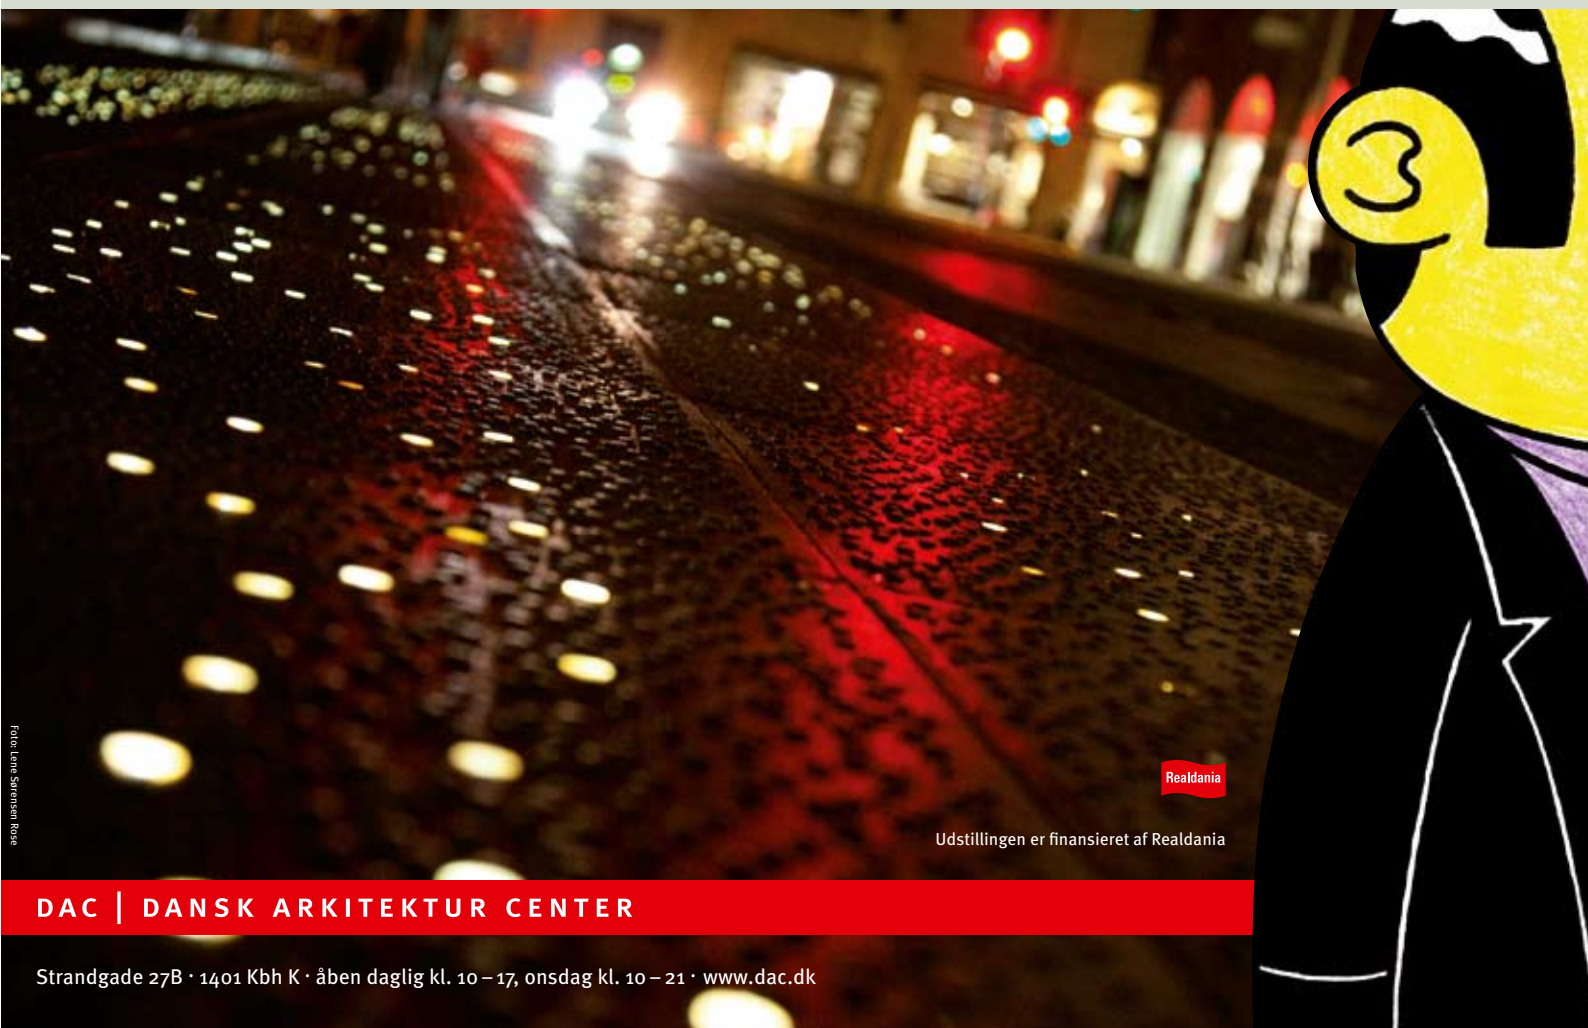 Foto: Lene Sørensen Rose
Realdania
Udstillingen er finansieret af Realdania
DAC | DANSK ARKITEKTUR CENTER
Strandgade 27B · 1401 Kbh K · åben daglig kl. 10 – 17, onsdag kl. 10 – 21 · www.dac.dk